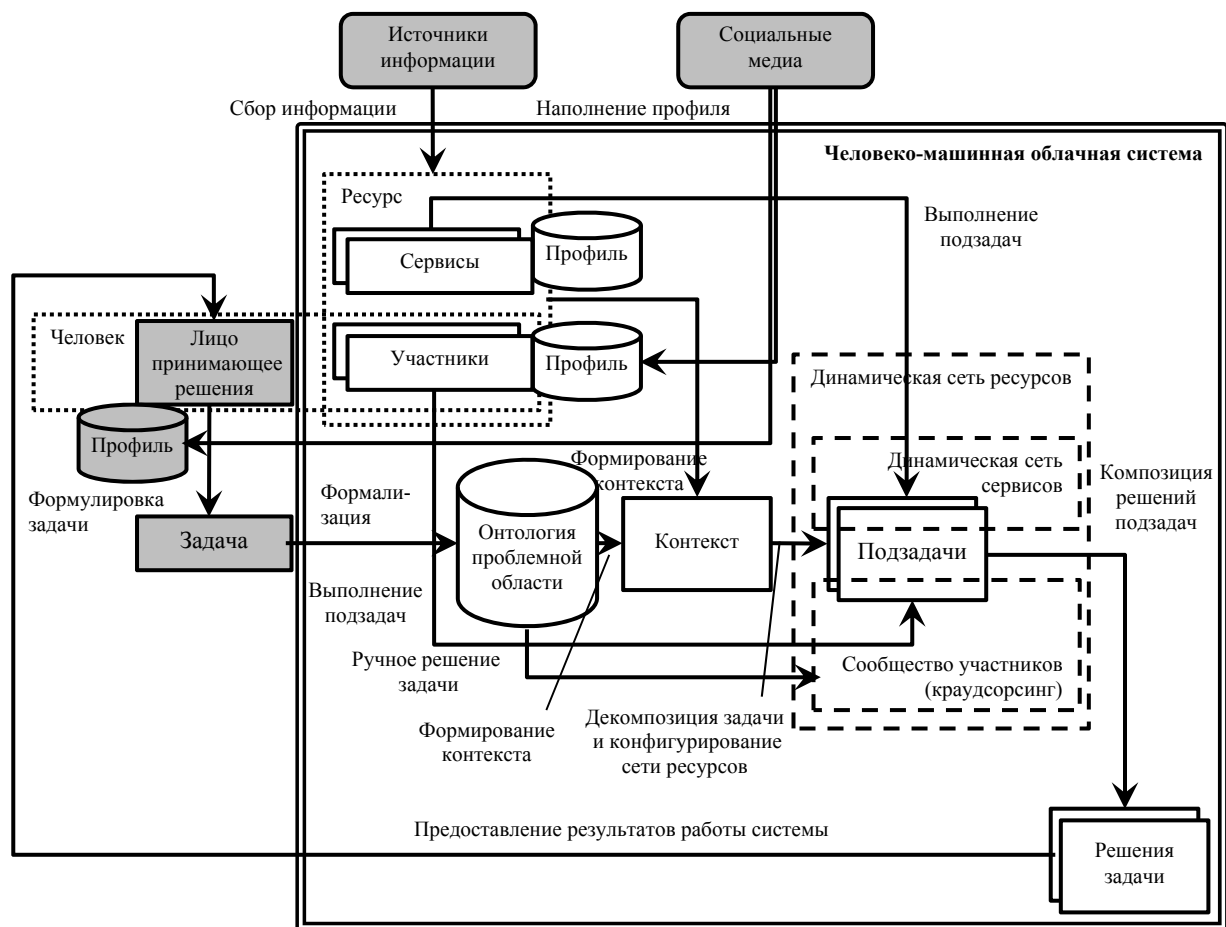 Источники
информации
Социальные
медиа
Сбор информации
Наполнение профиля
Человеко-машинная облачная система
Ресурс
Сервисы
Профиль
Выполнение
подзадач
Человек
Лицо
принимающее
решения
Участники
Профиль
Динамическая сеть ресурсов
Профиль
Формулировка
задачи
Формали-
зация
Формирование
контекста
Динамическая сеть
сервисов
Композиция
решений
подзадач
Задача
Онтология
проблемной
области
Контекст
Подзадачи
Выполнение
подзадач
Ручное решение
задачи
Сообщество участников
(краудсорсинг)
Формирование
контекста
Декомпозиция задачи
и конфигурирование
сети ресурсов
Предоставление результатов работы системы
Решения
задачи